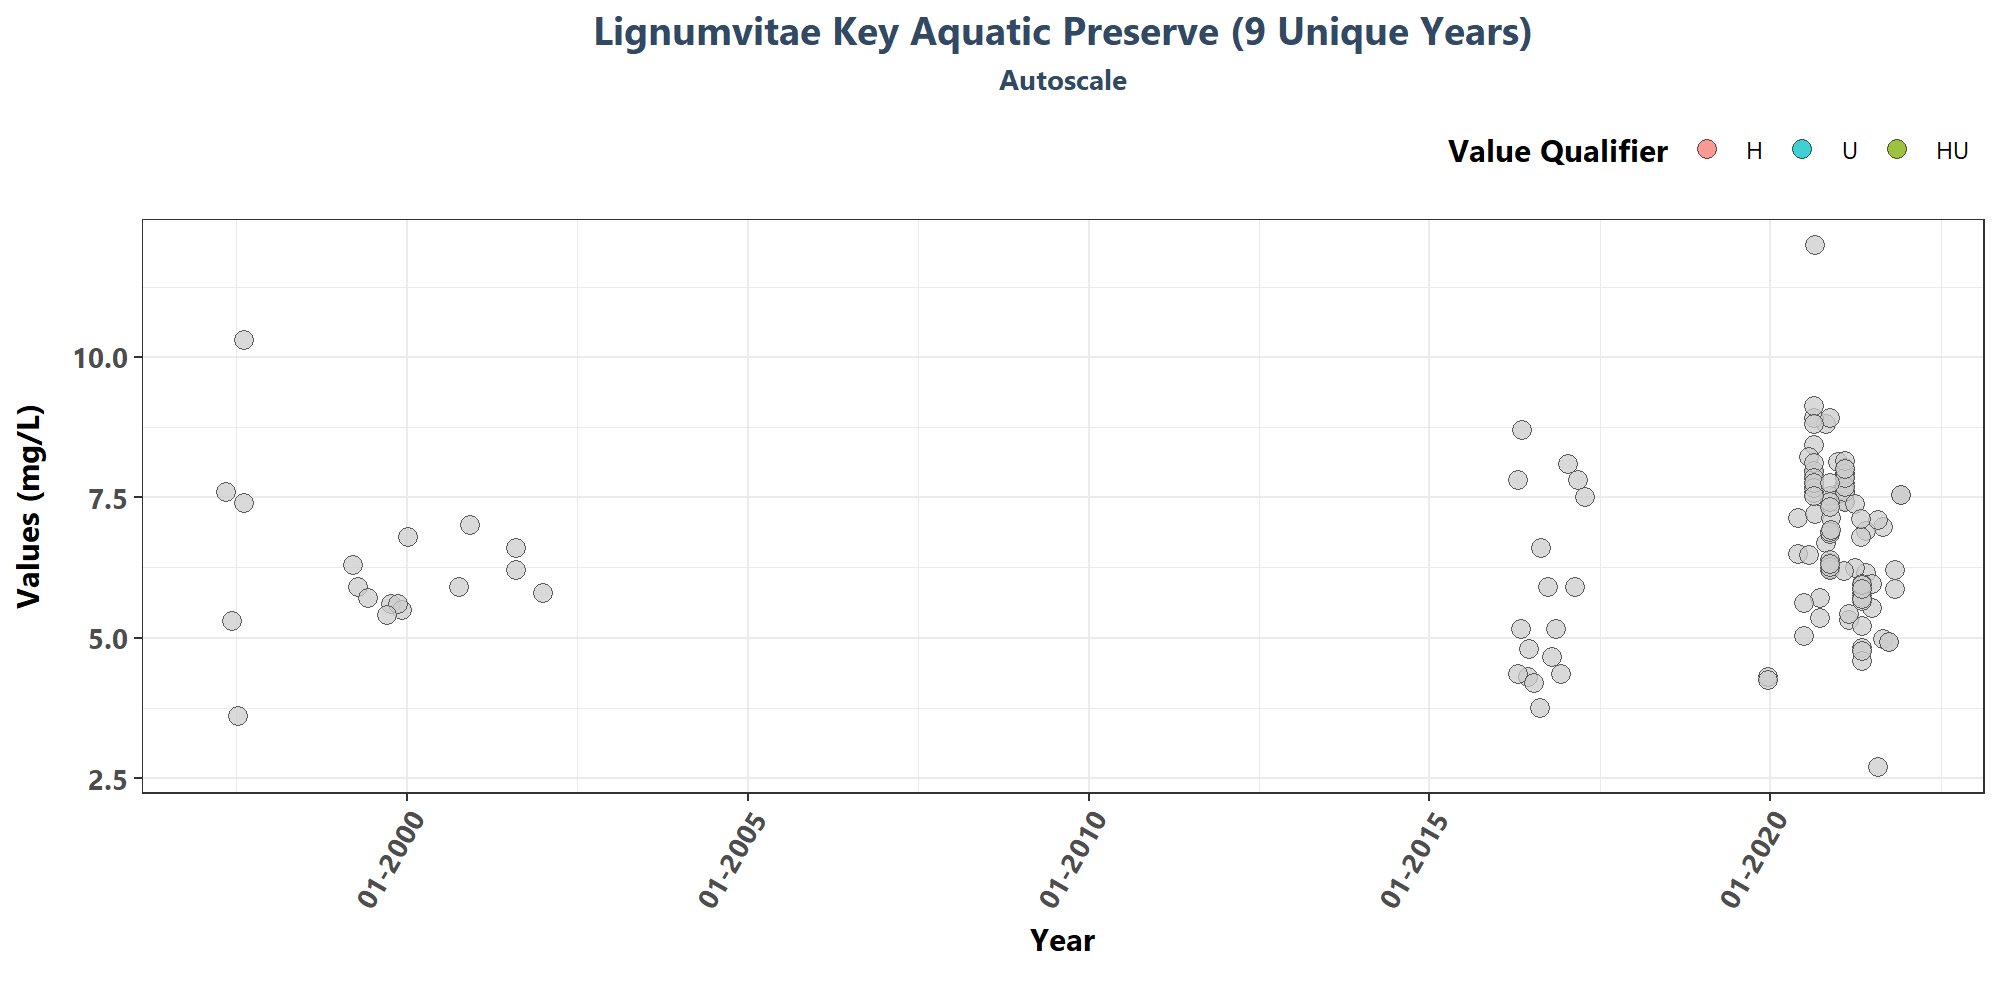 Lignumvitae Key Aquatic Preserve (9 Unique Years)
Autoscale
Value Qualifier H U HU
Values (mg/L)
10.0
7.5
5.0
2.5
01-2000 01-2005 01-2010 01-2015 01-2020
Year